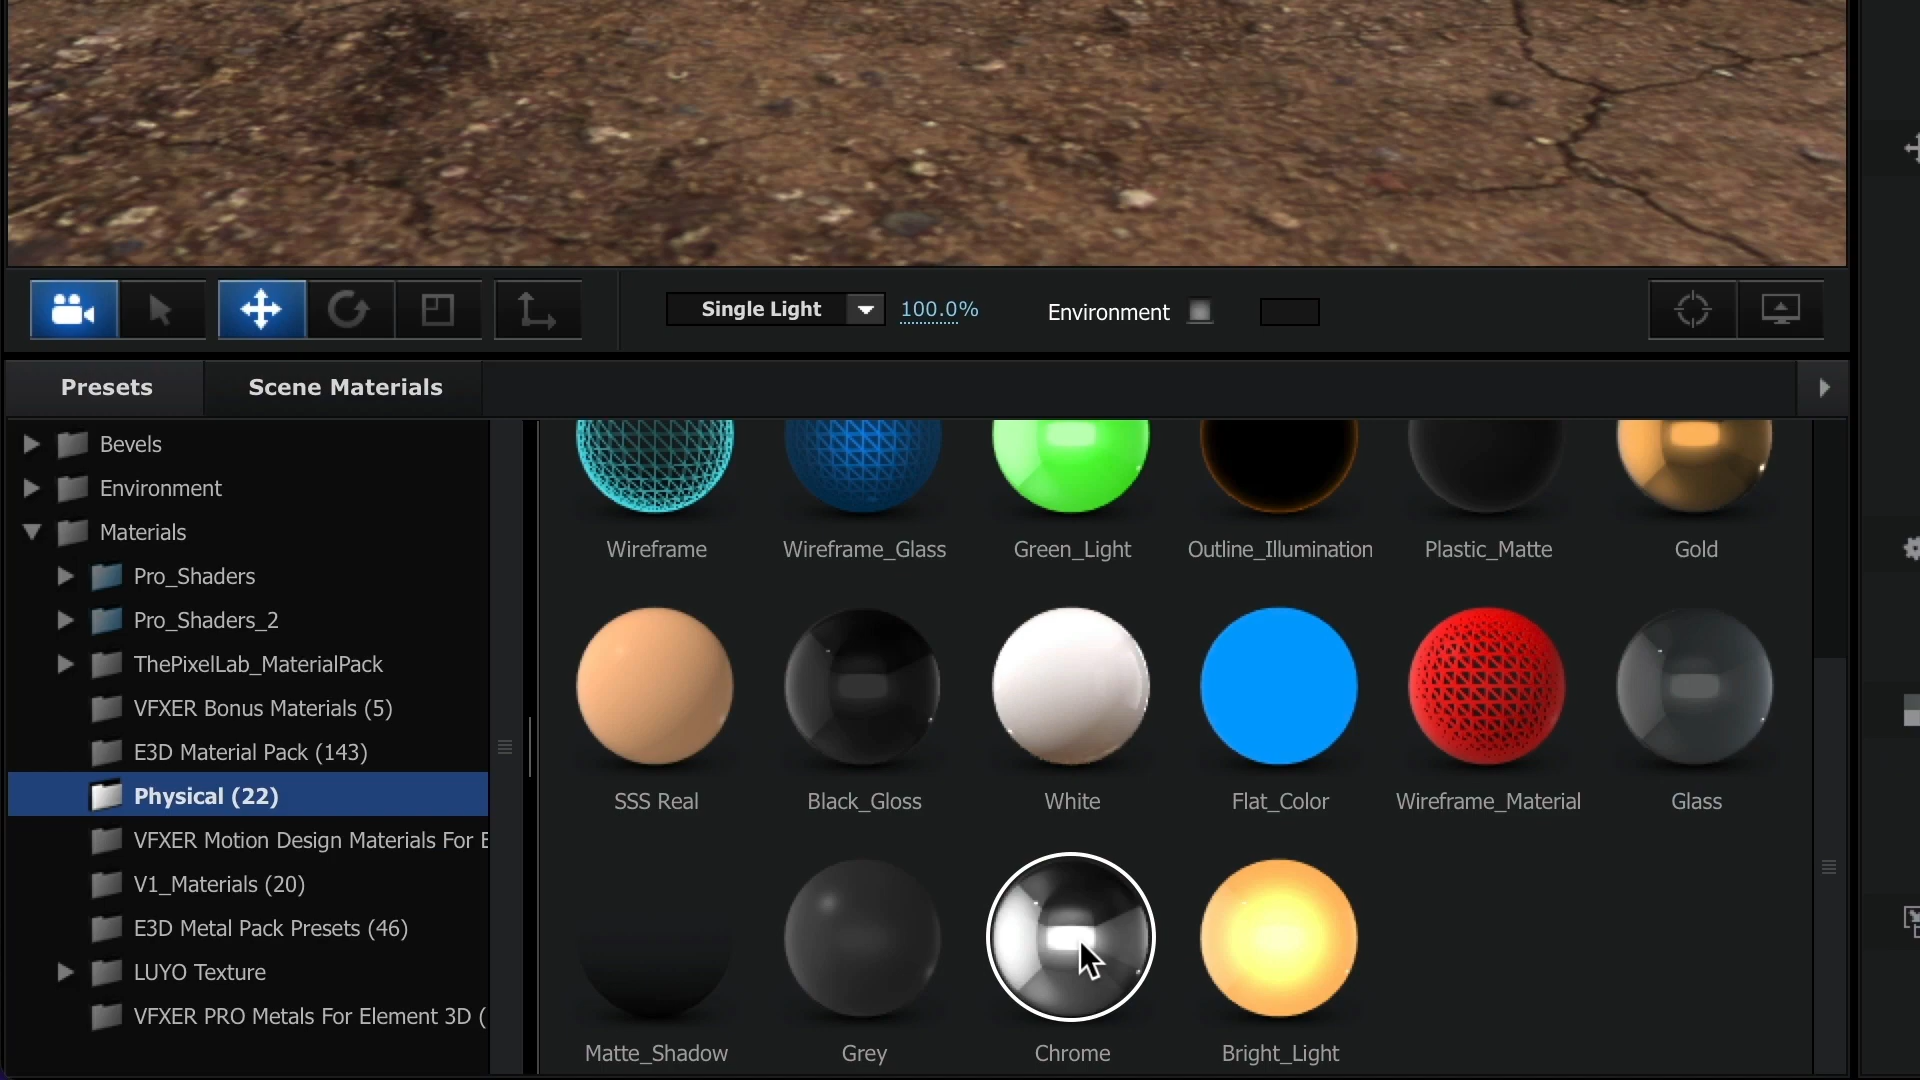 Single Light
100.0%
Environment
Presets
Scene Materials
Bevels
Environment
Materials
Pro_Shaders
Pro_Shaders_2
ThePixelLab_MaterialPack
VFXER Bonus Materials (5)
E3D Material Pack (143)
Physical (22)
VFXER Motion Design Materials For E
V1_Materials (20)
E3D Metal Pack Presets (46)
LUYO Texture
VFXER PRO Metals For Element 3D (
Wireframe
Wireframe_Glass
Green_Light
Outline_Illumination
Plastic_Matte
Gold
SSS Real
Black_Gloss
White
Flat_Color
Wireframe_Material
Glass
Matte_Shadow
Grey
Chrome
Bright_Light